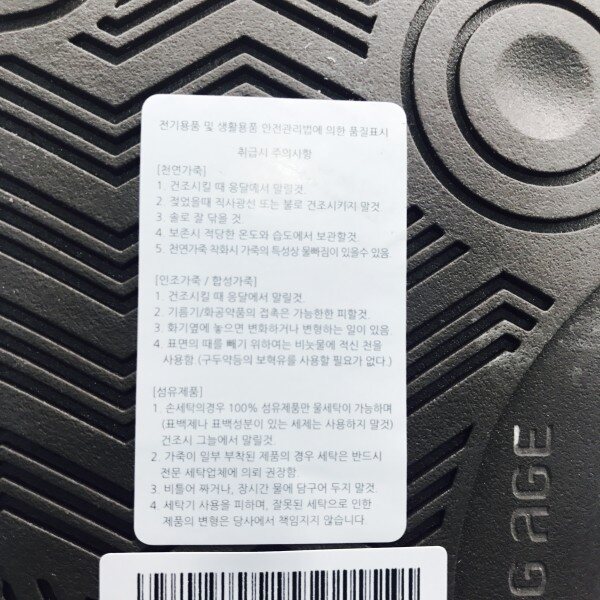 전기용품 및 생활용품 안전관리법에 의한 품질표시
취급시 주의사항
[천연가죽]
1. 건조시킬 때 응달에서 말릴것.
2. 젖었을때 직사광선 또는 불로 건조시키지 말것.
3. 솔로 잘 닦을 것.
4. 보존시 적당한 온도와 습도에서 보관할것.
5. 천연가죽 착화시 가죽의 특성상 물빠짐이 있을수 있음.
[인조가죽 / 합성가죽]
1. 건조시킬 때 응달에서 말릴것.
2. 기름기/화공약품의 접촉은 가능한한 피할것.
3. 화기옆에 놓으면 변화하거나 변형하는 일이 있음.
4. 표면의 때를 빼기 위하여는 비눗물에 적신 천을
사용함. (구두약등의 보혁유를 사용할 필요가 없다.)
[섬유제품]
1. 손세탁의경우 100% 섬유제품만 물세탁이 가능하며
(표백제나 표백성분이 있는 세제는 사용하지 말것)
건조시 그늘에서 말릴것.
2. 가죽이 일부 부착된 제품의 경우 세탁은 반드시
전문 세탁업체에 의뢰 권장함.
3. 비틀어 짜거나, 장시간 물에 담구어 두지 말것.
4. 세탁기 사용을 피하며, 잘못된 세탁으로 인한
제품의 변형은 당사에서 책임지지 않습니다